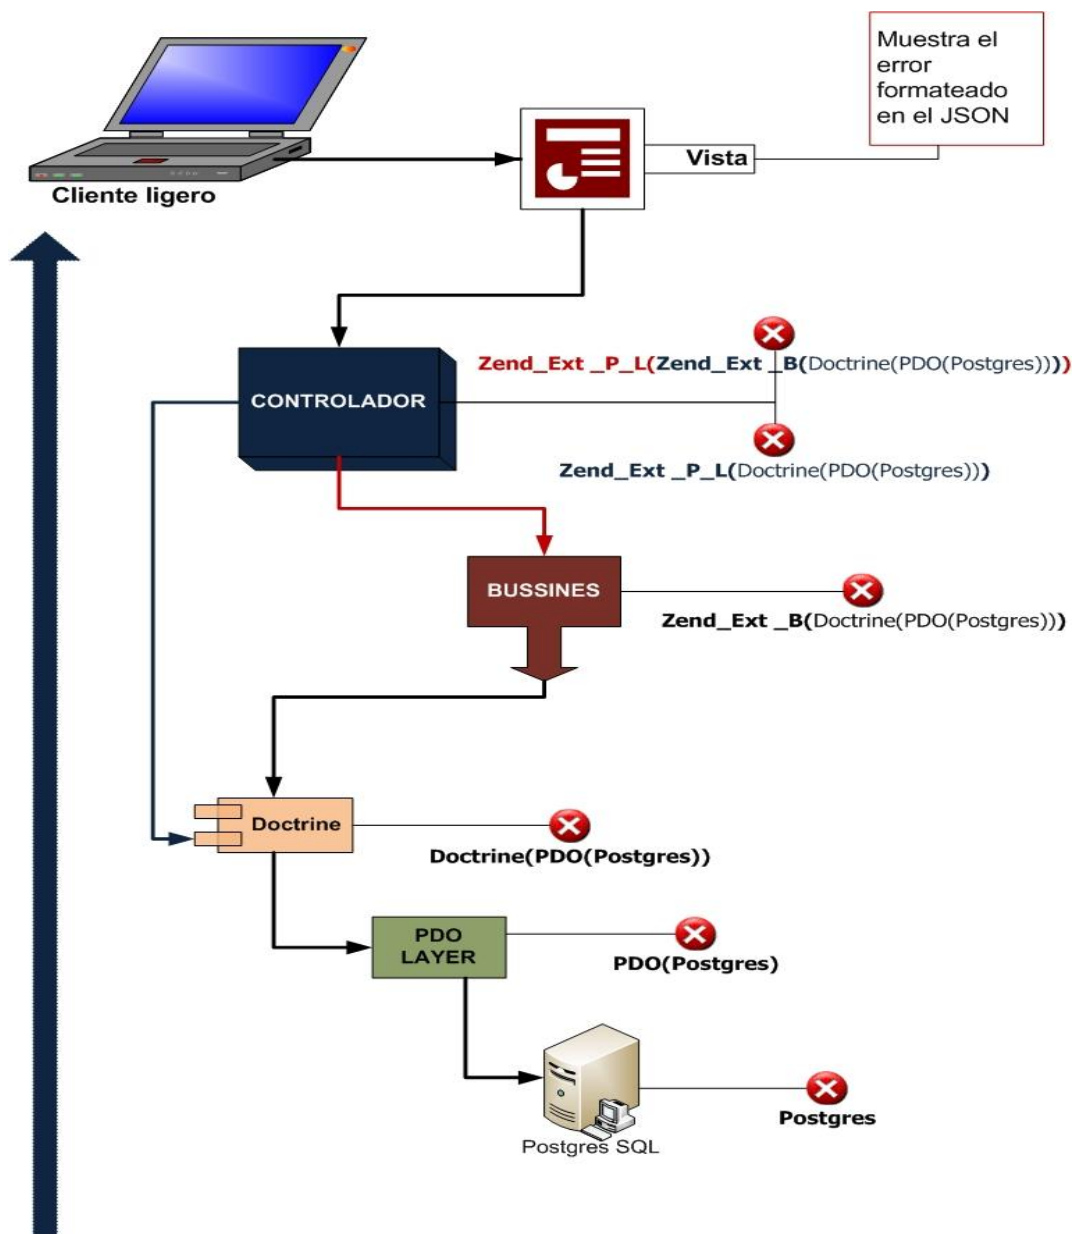 Muestra el
error
formateado
en el JSON
Vista
Cliente ligero
Zend_Ext _P_L(Zend_Ext _B(Doctrine(PDO(Postgres))))
CONTROLADOR
Zend_Ext _P_L(Doctrine(PDO(Postgres)))
BUSSINES
Zend_Ext _B(Doctrine(PDO(Postgres)))
Doctrine
Doctrine(PDO(Postgres))
PDO
LAYER
PDO(Postgres)
Postgres
Postgres SQL